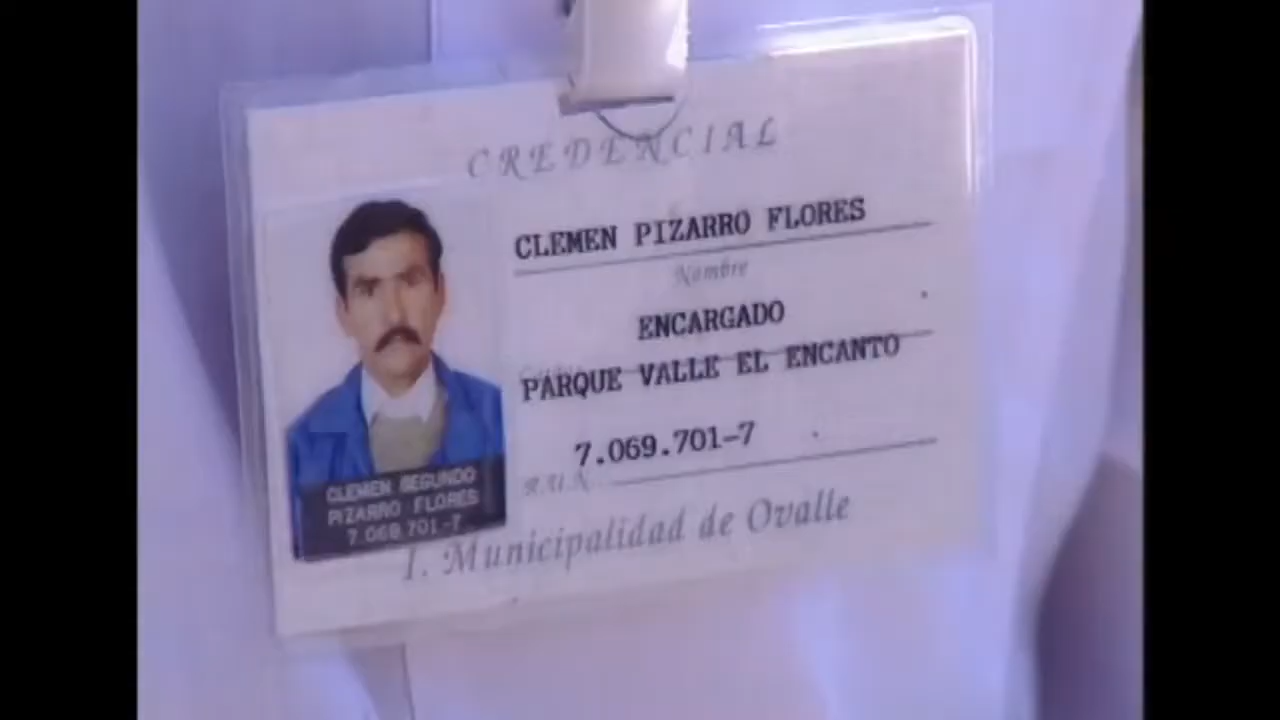 CREDENCIAL
CLEMEN PIZARRO FLORES
Nombre
ENCARGADO
PARQUE VALLE EL ENCANTO
7.069.701-7
R.U.N.
CLEMEN SEGUNDO
PIZARRO FLORES
7.069.701-7
I. Municipalidad de Ovalle